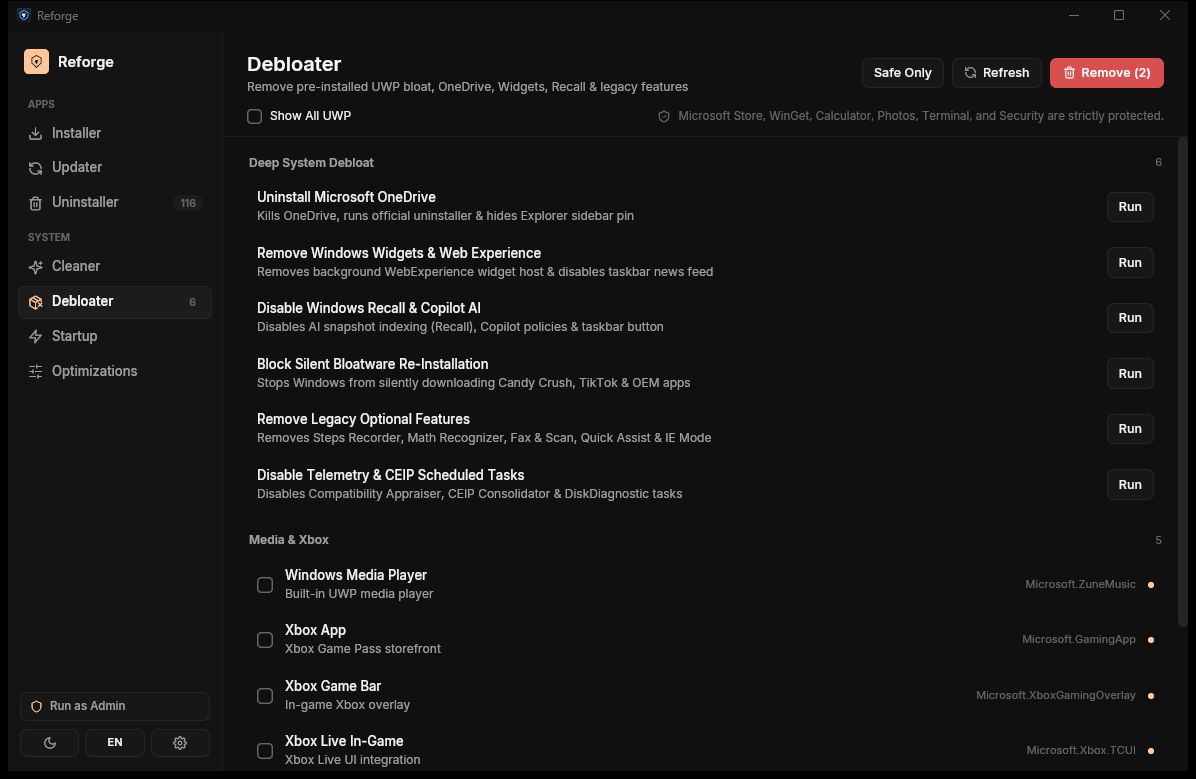 Reforge
Reforge
APPS
Installer
Updater
Uninstaller 116
SYSTEM
Cleaner
Debloater 6
Startup
Optimizations
Run as Admin
EN
Debloater
Remove pre-installed UWP bloat, OneDrive, Widgets, Recall & legacy features
Safe Only
Refresh
Remove (2)
Show All UWP
Microsoft Store, WinGet, Calculator, Photos, Terminal, and Security are strictly protected.
Deep System Debloat 6
Uninstall Microsoft OneDrive
Kills OneDrive, runs official uninstaller & hides Explorer sidebar pin
Run
Remove Windows Widgets & Web Experience
Removes background WebExperience widget host & disables taskbar news feed
Run
Disable Windows Recall & Copilot AI
Disables AI snapshot indexing (Recall), Copilot policies & taskbar button
Run
Block Silent Bloatware Re-Installation
Stops Windows from silently downloading Candy Crush, TikTok & OEM apps
Run
Remove Legacy Optional Features
Removes Steps Recorder, Math Recognizer, Fax & Scan, Quick Assist & IE Mode
Run
Disable Telemetry & CEIP Scheduled Tasks
Disables Compatibility Appraiser, CEIP Consolidator & DiskDiagnostic tasks
Run
Media & Xbox 5
Windows Media Player
Built-in UWP media player
Microsoft.ZuneMusic
Xbox App
Xbox Game Pass storefront
Microsoft.GamingApp
Xbox Game Bar
In-game Xbox overlay
Microsoft.XboxGamingOverlay
Xbox Live In-Game
Xbox Live UI integration
Microsoft.Xbox.TCUI